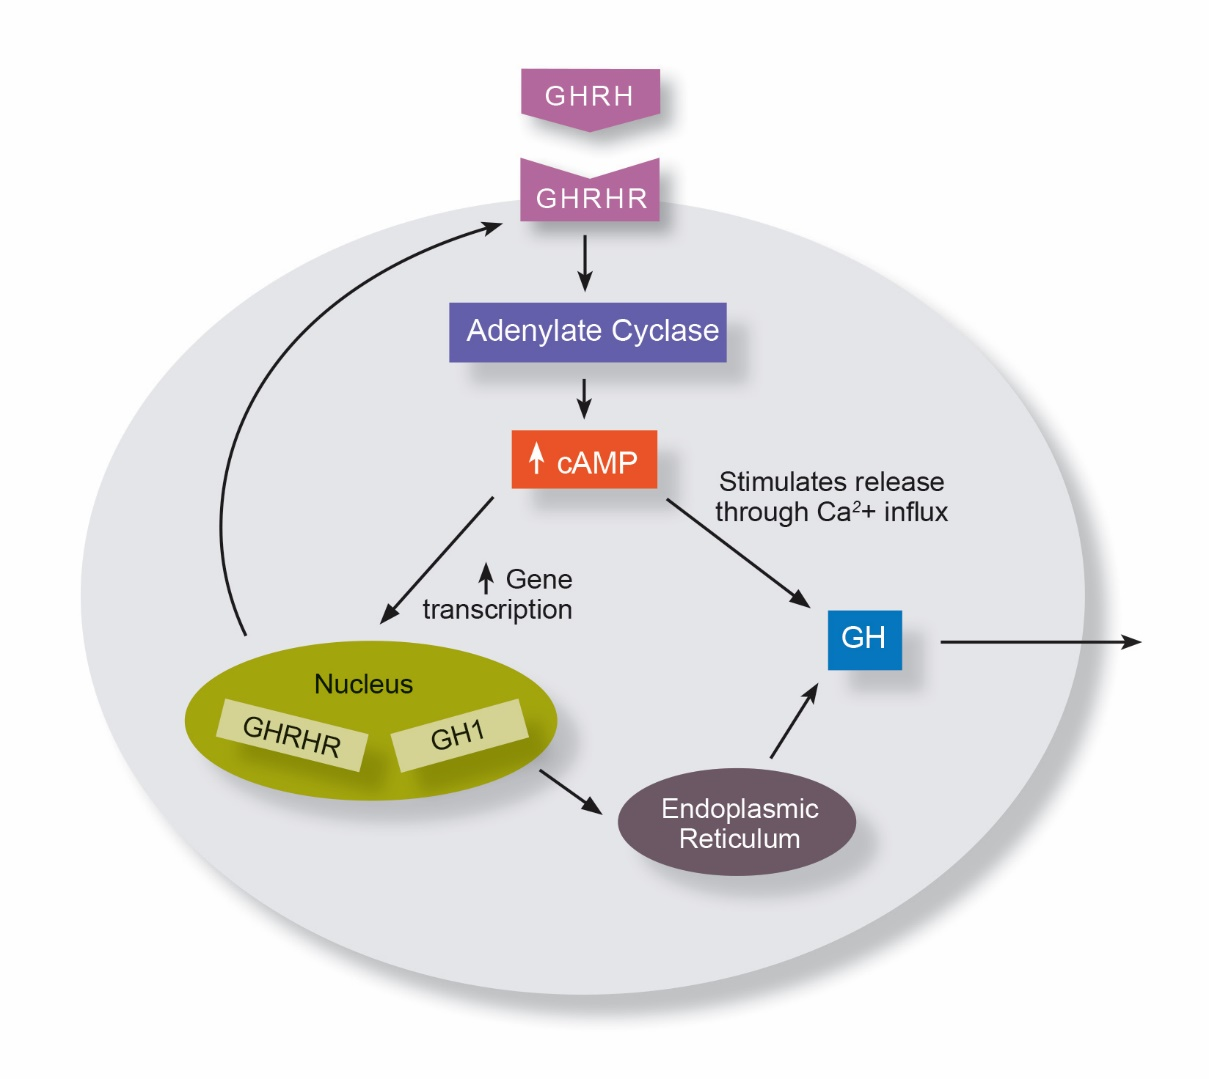 GHRH
GHRHR
Adenylate Cyclase
↑ cAMP
Stimulates release
through Ca²+ influx
↑ Gene
transcription
GH
Nucleus
GHRHR
GH1
Endoplasmic
Reticulum